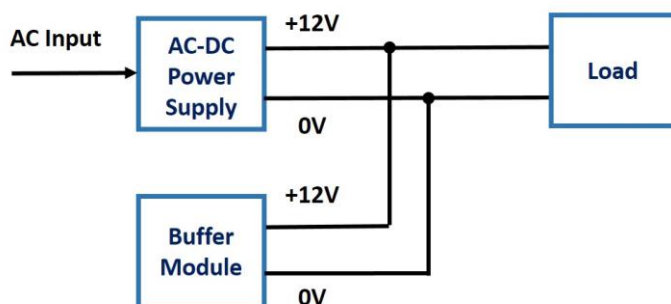 AC Input
AC-DC
Power
Supply
+12V
0V
Load
Buffer
Module
+12V
0V